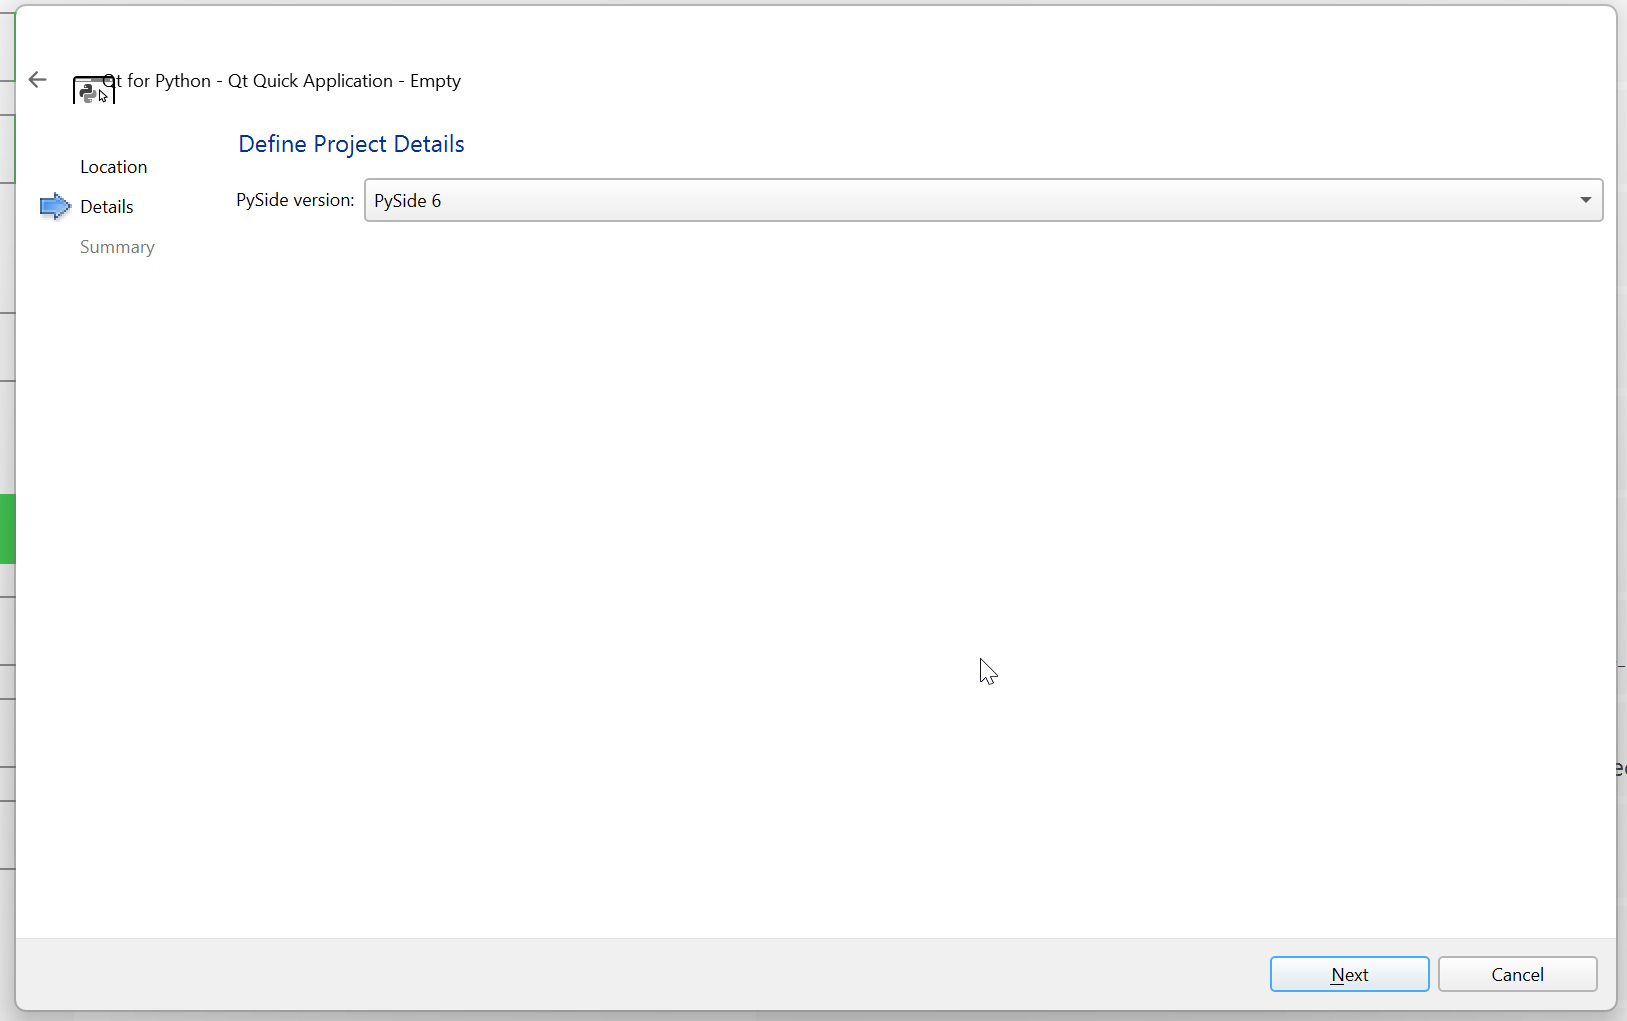 Qt for Python - Qt Quick Application - Empty
Define Project Details
Location
Details
Summary
PySide version:
PySide 6
Next
Cancel